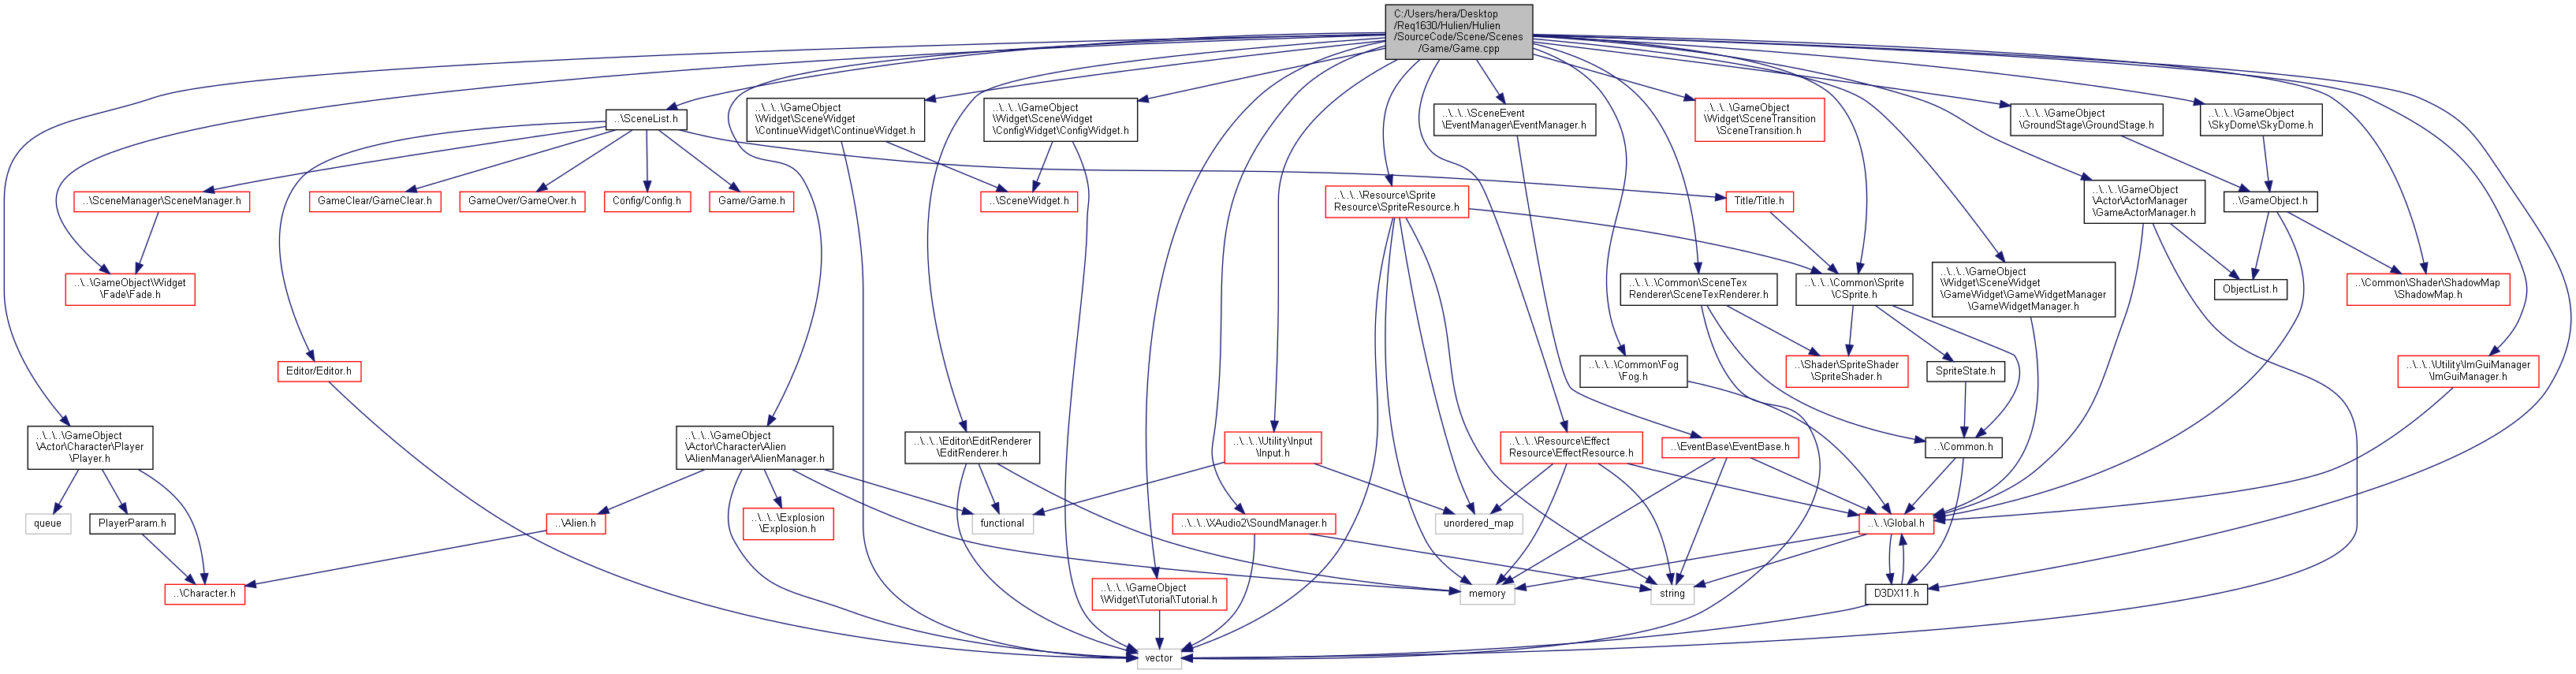 C:/Users/hera/Desktop
/Req1630/Hulien/Hulien
/SourceCode/Scene/Scenes
/Game/Game.cpp
..\SceneList.h
..\..\..\GameObject
\Widget\SceneWidget
\ContinueWidget\ContinueWidget.h
..\..\..\GameObject
\Widget\SceneWidget
\ConfigWidget\ConfigWidget.h
..\..\..\SceneEvent
\EventManager\EventManager.h
..\..\..\GameObject
\Widget\SceneTransition
\SceneTransition.h
..\..\..\GameObject
\GroundStage\GroundStage.h
..\..\..\GameObject
\SkyDome\SkyDome.h
..\SceneManager\SceneManager.h
GameClear/GameClear.h
GameOver/GameOver.h
Config/Config.h
Game/Game.h
..\SceneWidget.h
..\..\..\Resource\Sprite
Resource\SpriteResource.h
Title/Title.h
..\..\..\GameObject
\Actor\ActorManager
\GameActorManager.h
..\GameObject.h
..\..\GameObject\Widget
\Fade\Fade.h
..\..\..\Common\SceneTex
Renderer\SceneTexRenderer.h
..\..\..\Common\Sprite
\CSprite.h
..\..\..\GameObject
\Widget\SceneWidget
\GameWidget\GameWidgetManager
\GameWidgetManager.h
ObjectList.h
..\Common\Shader\ShadowMap
\ShadowMap.h
Editor/Editor.h
..\..\..\Common\Fog
\Fog.h
..\Shader\SpriteShader
\SpriteShader.h
SpriteState.h
..\..\..\Utility\ImGuiManager
\ImGuiManager.h
..\..\..\GameObject
\Actor\Character\Player
\Player.h
..\..\..\GameObject
\Actor\Character\Alien
\AlienManager\AlienManager.h
..\..\..\Editor\EditRenderer
\EditRenderer.h
..\..\..\Utility\Input
\Input.h
..\..\..\Resource\Effect
Resource\EffectResource.h
..\EventBase\EventBase.h
..\Common.h
queue
PlayerParam.h
..\Alien.h
..\..\..\Explosion
\Explosion.h
functional
..\..\..\XAudio2\SoundManager.h
unordered_map
..\..\Global.h
..\Character.h
..\..\..\GameObject
\Widget\Tutorial\Tutorial.h
memory
string
D3DX11.h
vector